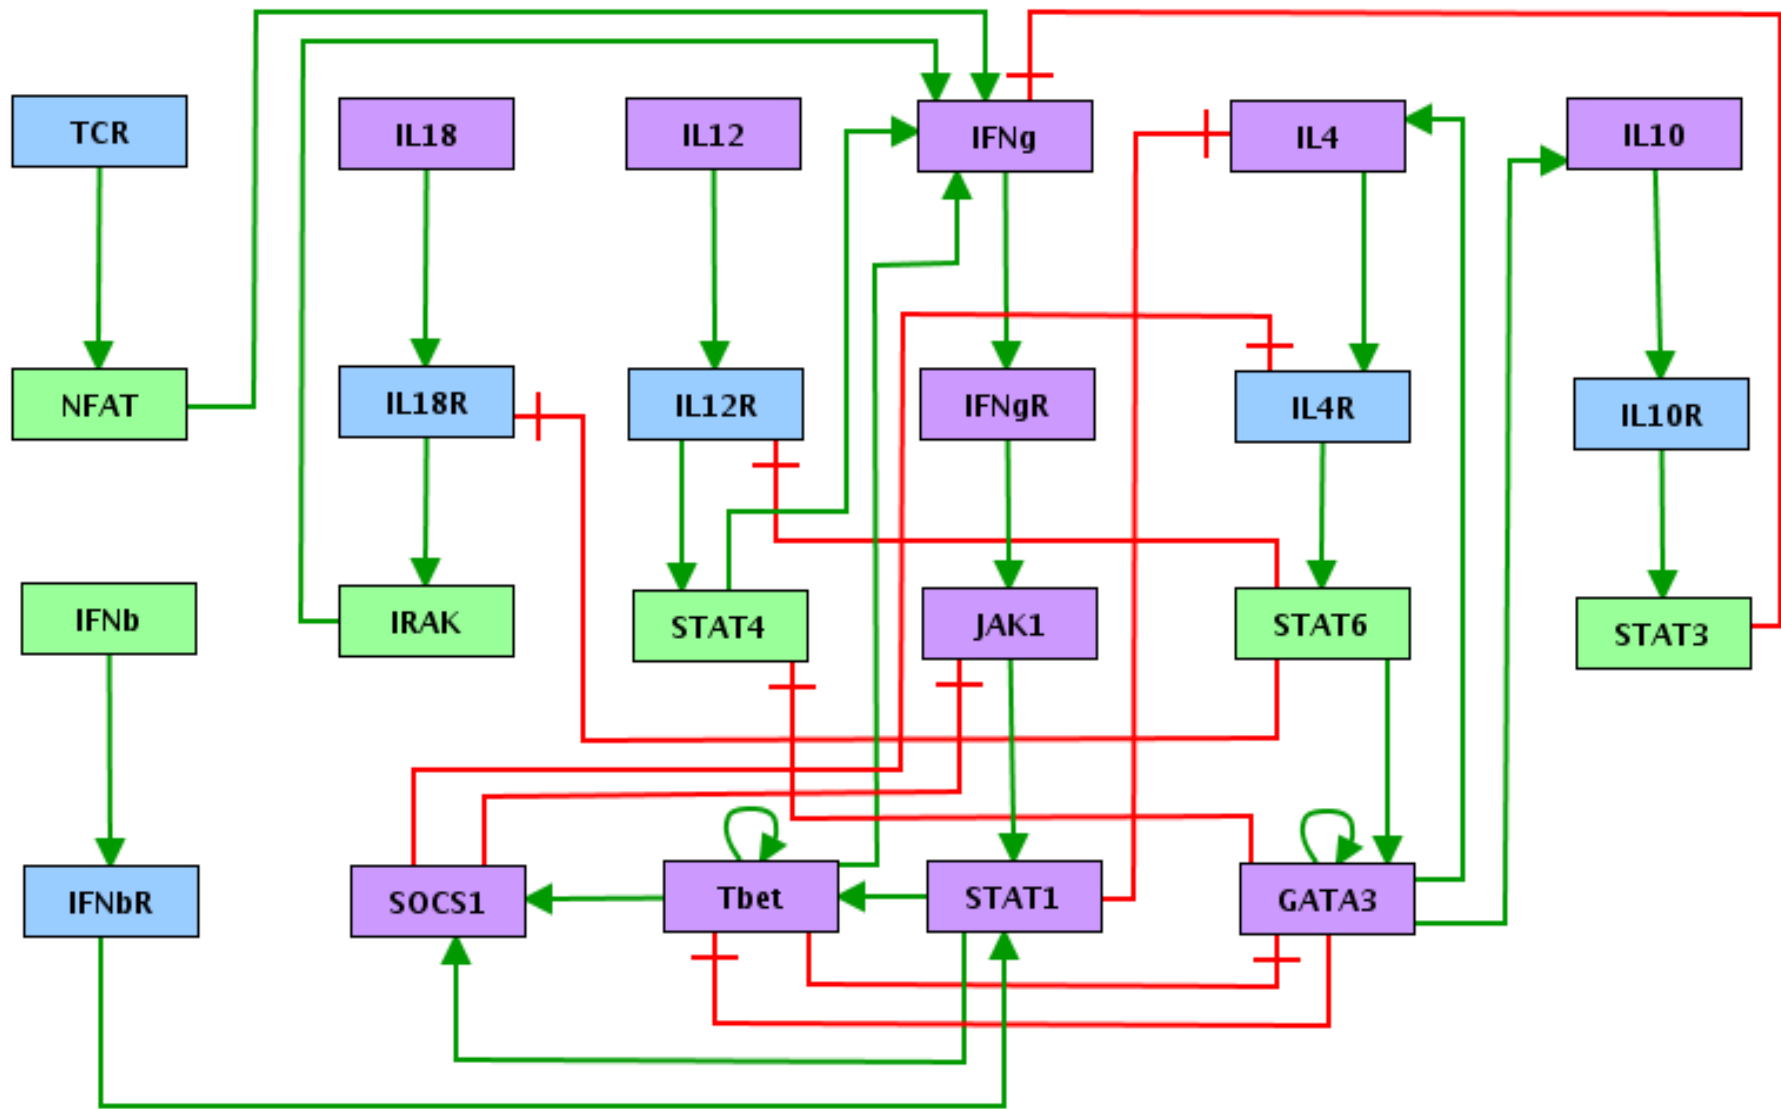 TCR
IL18
IL12
IFNg
IL4
IL10
NFAT
IL18R
IL12R
IFNgR
IL4R
IL10R
IFNb
IRAK
STAT4
JAK1
STAT6
STAT3
IFNbR
SOCS1
Tbet
STAT1
GATA3